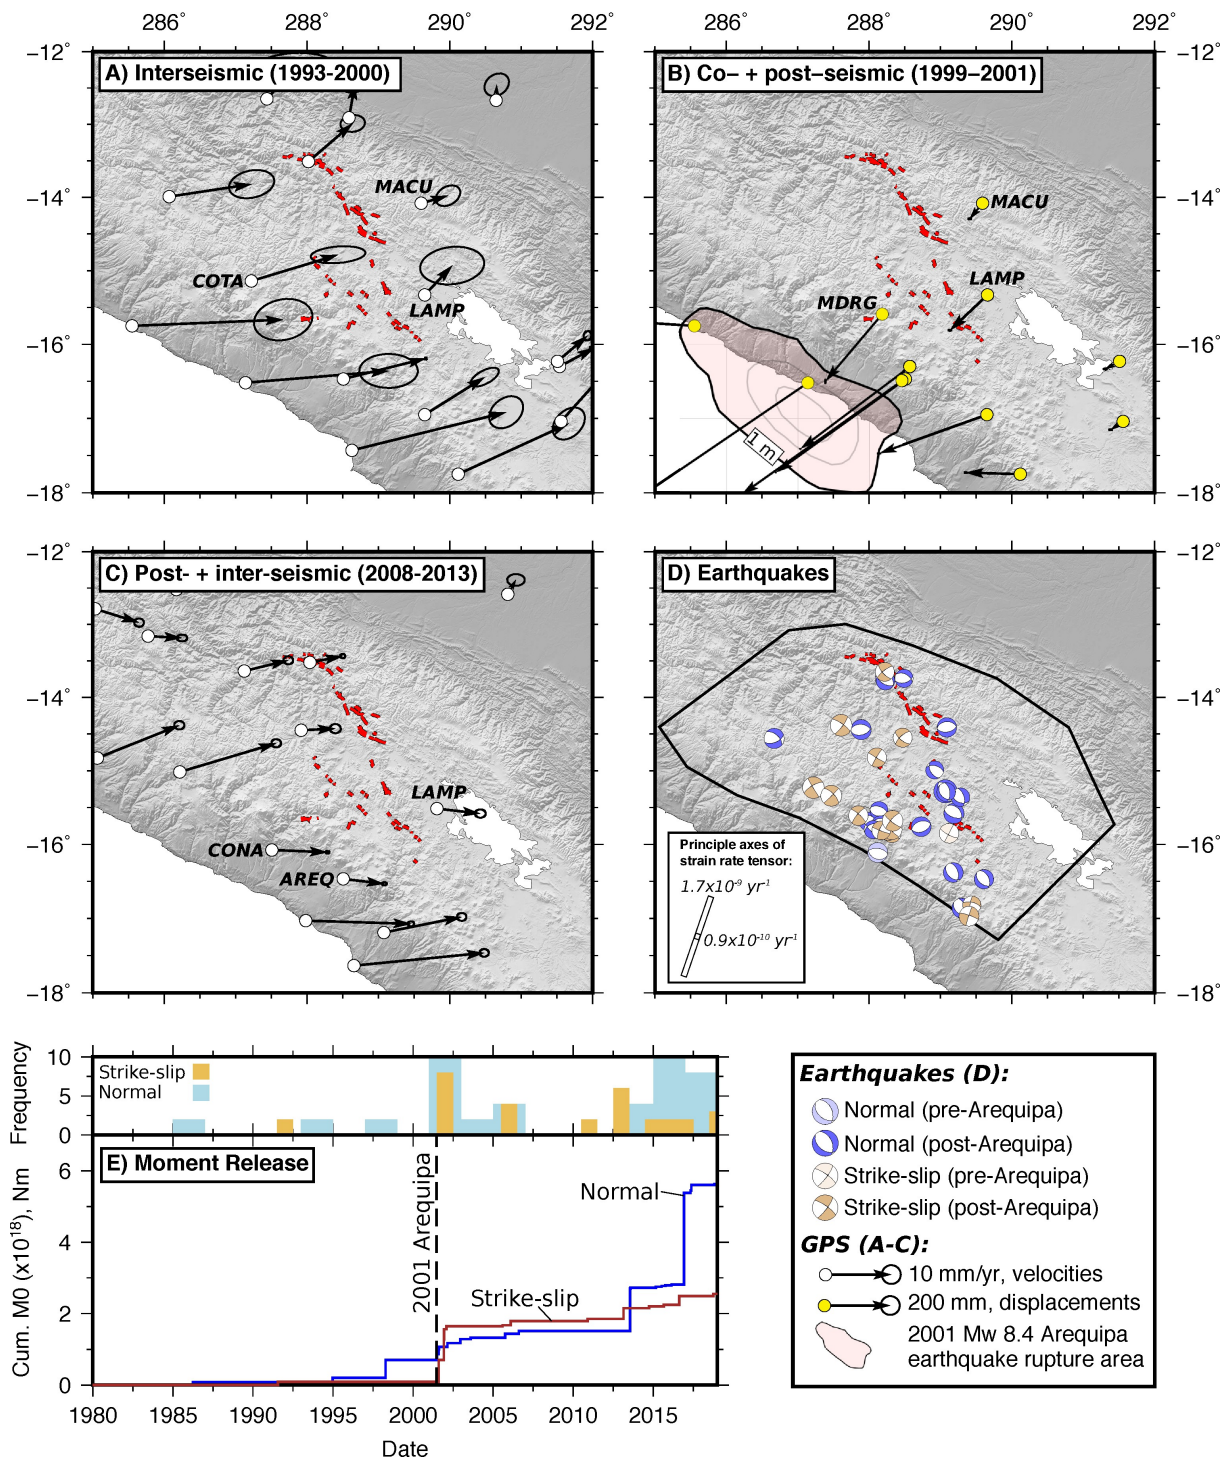 286° 288° 290° 292° 286° 288° 290° 292°
−12° −12°
A) Interseismic (1993-2000) B) Co− + post−seismic (1999−2001)
MACU MACU
−14° −14°
COTA LAMP LAMP
MDRG
−16° −16°
1 m
−18° −18°
−12° −12°
C) Post- + inter-seismic (2008-2013) D) Earthquakes
−14° −14°
LAMP
CONA
AREQ
−16° −16°
Principle axes of
strain rate tensor:
1.7x10⁻⁹ yr⁻¹
0.9x10⁻¹⁰ yr⁻¹
−18° −18°
Frequency
10
5
0
Strike-slip
Normal
E) Moment Release
2001 Arequipa
Normal
Strike-slip
Cum. M0 (x10¹⁸), Nm
6
4
2
0
1980 1985 1990 1995 2000 2005 2010 2015
Date
Earthquakes (D):
Normal (pre-Arequipa)
Normal (post-Arequipa)
Strike-slip (pre-Arequipa)
Strike-slip (post-Arequipa)
GPS (A-C):
10 mm/yr, velocities
200 mm, displacements
2001 Mw 8.4 Arequipa
earthquake rupture area